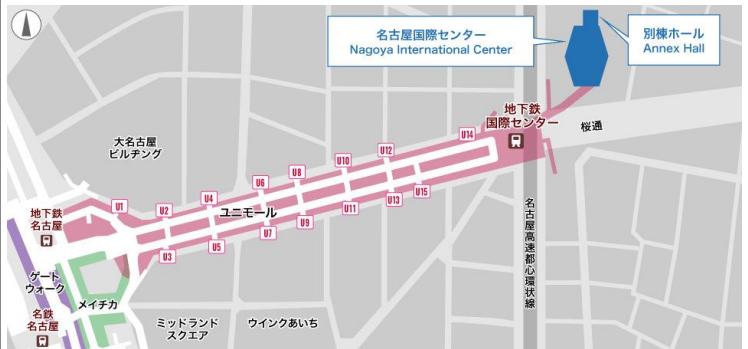 名古屋国際センター
Nagoya International Center
別棟ホール
Annex Hall
地下鉄
国際センター
桜通
大名古屋
ビルヂング
U14
U12
U10
U8
U6
U4
U2
U1
ユニモール
U15
U13
U11
U9
U7
U5
U3
地下鉄
名古屋
ゲート
ウォーク
メイチカ
名鉄
名古屋
ミッドランド
スクエア
ウインクあいち
名古屋高速都心環状線